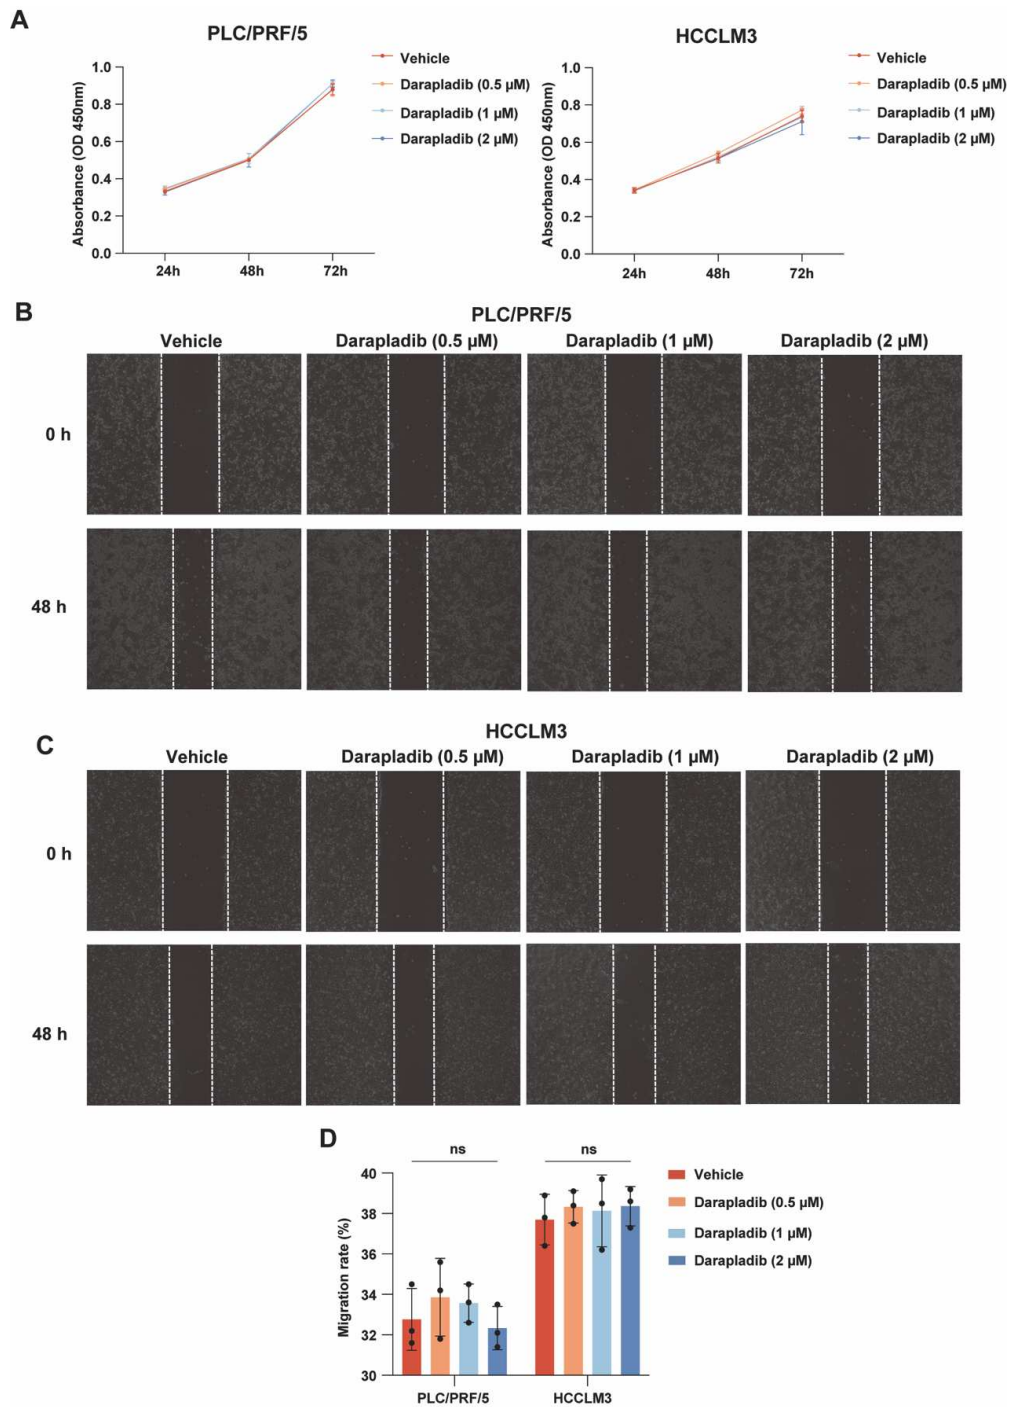 A
PLC/PRF/5
HCCLM3
Absorbance (OD 450nm)
1.0
0.8
0.6
0.4
0.2
0.0
24h
48h
72h
Vehicle
Darapladib (0.5 µM)
Darapladib (1 µM)
Darapladib (2 µM)
Absorbance (OD 450nm)
1.0
0.8
0.6
0.4
0.2
0.0
24h
48h
72h
Vehicle
Darapladib (0.5 µM)
Darapladib (1 µM)
Darapladib (2 µM)
B
PLC/PRF/5
Vehicle
Darapladib (0.5 µM)
Darapladib (1 µM)
Darapladib (2 µM)
0 h
48 h
C
HCCLM3
Vehicle
Darapladib (0.5 µM)
Darapladib (1 µM)
Darapladib (2 µM)
0 h
48 h
D
ns
ns
Migration rate (%)
40
38
36
34
32
30
PLC/PRF/5
HCCLM3
Vehicle
Darapladib (0.5 µM)
Darapladib (1 µM)
Darapladib (2 µM)